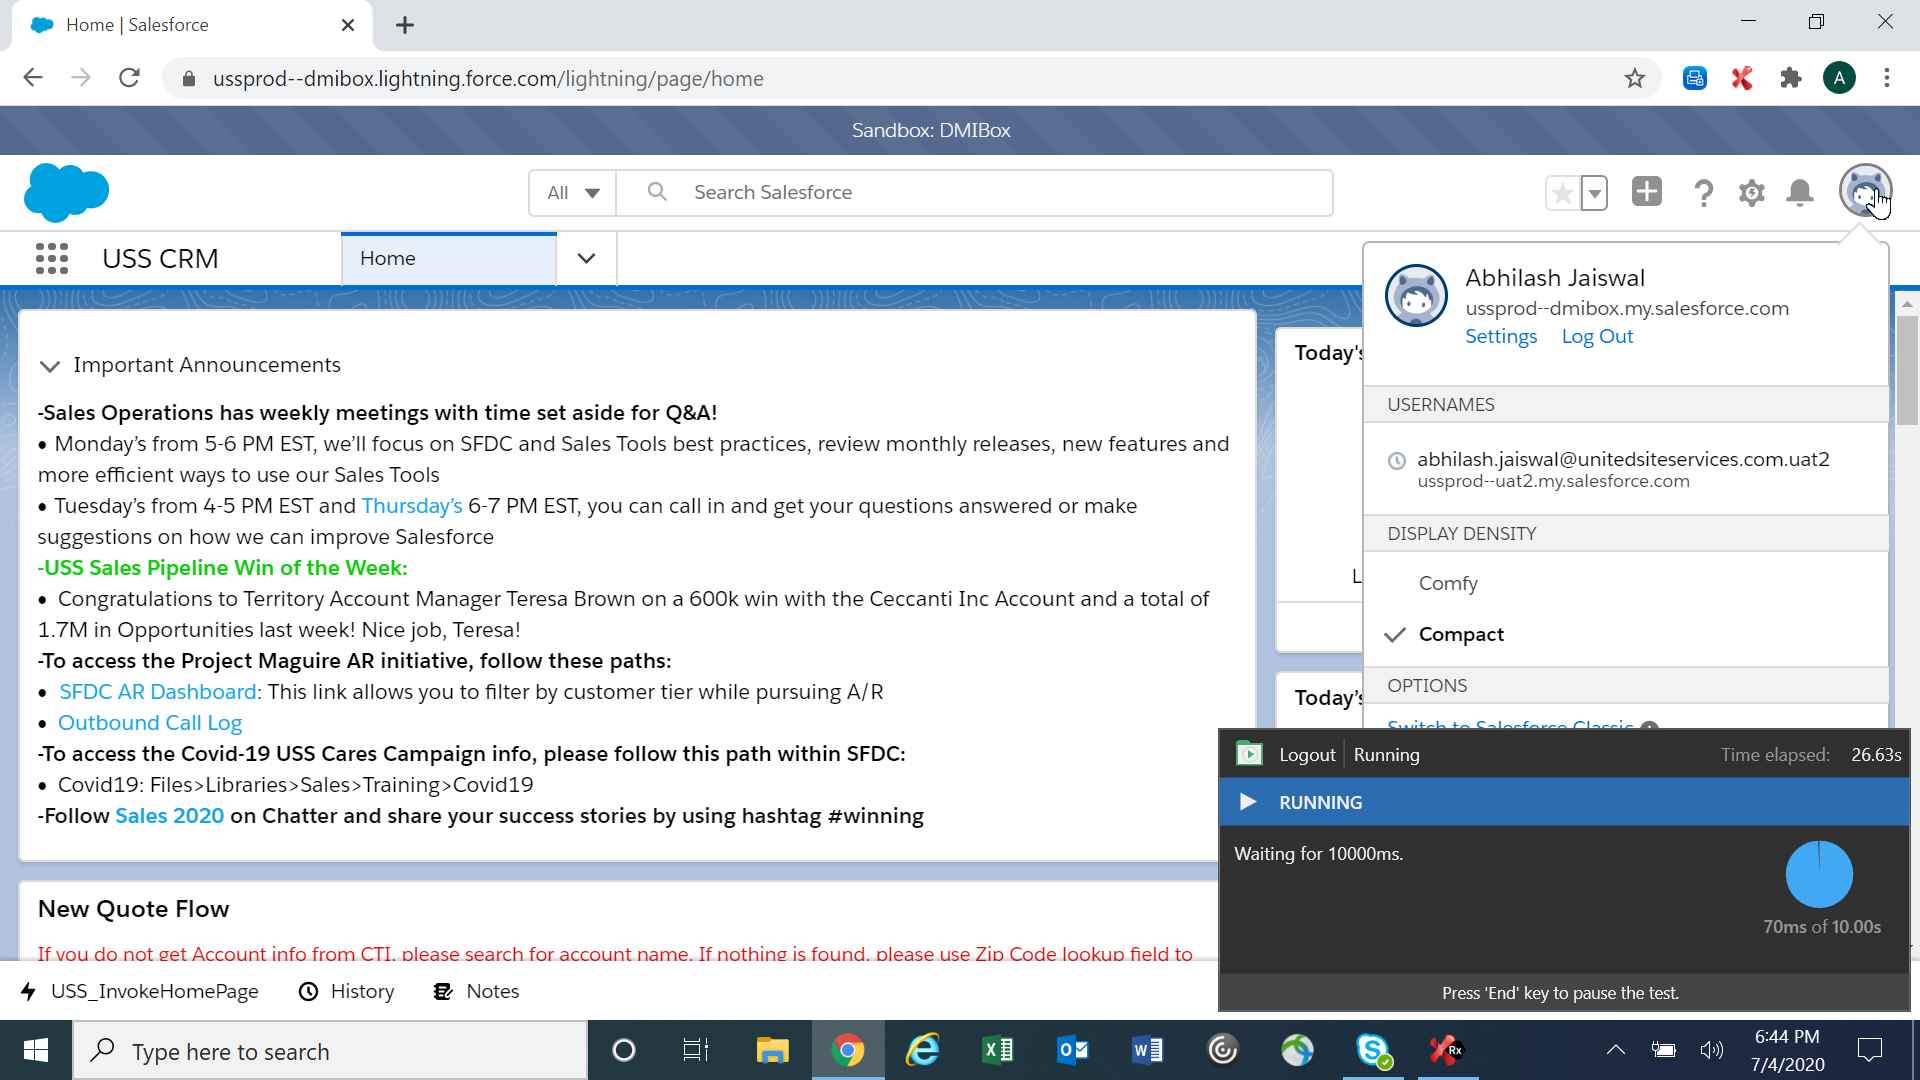 Home | Salesforce
ussprod--dmibox.lightning.force.com/lightning/page/home
A
Sandbox: DMIBox
All
Search Salesforce
USS CRM
Home
Abhilash Jaiswal
ussprod--dmibox.my.salesforce.com
Settings Log Out
USERNAMES
abhilash.jaiswal@unitedsiteservices.com.uat2
ussprod--uat2.my.salesforce.com
DISPLAY DENSITY
Comfy
Compact
OPTIONS
Switch to Salesforce Classic
Important Announcements
-Sales Operations has weekly meetings with time set aside for Q&A!
• Monday’s from 5-6 PM EST, we’ll focus on SFDC and Sales Tools best practices, review monthly releases, new features and
more efficient ways to use our Sales Tools
• Tuesday’s from 4-5 PM EST and Thursday’s 6-7 PM EST, you can call in and get your questions answered or make
suggestions on how we can improve Salesforce
-USS Sales Pipeline Win of the Week:
• Congratulations to Territory Account Manager Teresa Brown on a 600k win with the Ceccanti Inc Account and a total of
1.7M in Opportunities last week! Nice job, Teresa!
-To access the Project Maguire AR initiative, follow these paths:
• SFDC AR Dashboard: This link allows you to filter by customer tier while pursuing A/R
• Outbound Call Log
-To access the Covid-19 USS Cares Campaign info, please follow this path within SFDC:
• Covid19: Files>Libraries>Sales>Training>Covid19
-Follow Sales 2020 on Chatter and share your success stories by using hashtag #winning
Today's
L
Today’s
New Quote Flow
If you do not get Account info from CTI, please search for account name. If nothing is found, please use Zip Code lookup field to
Logout Running Time elapsed: 26.63s
RUNNING
Waiting for 10000ms.
70ms of 10.00s
Press 'End' key to pause the test.
USS_InvokeHomePage History Notes
Type here to search
Rx
6:44 PM
7/4/2020